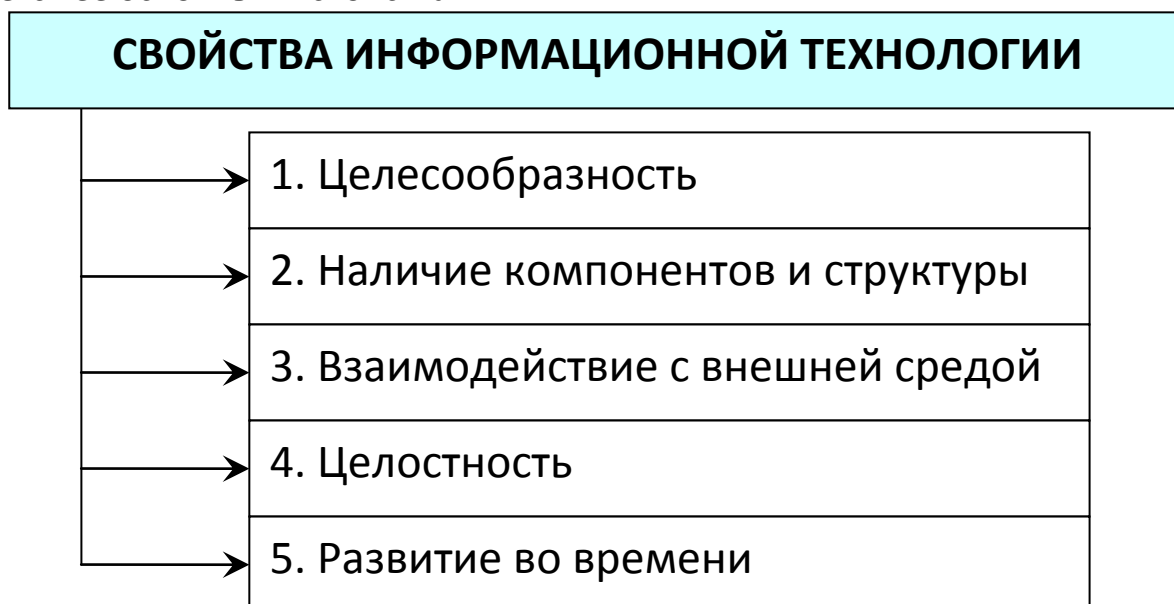 СВОЙСТВА ИНФОРМАЦИОННОЙ ТЕХНОЛОГИИ
1. Целесообразность
2. Наличие компонентов и структуры
3. Взаимодействие с внешней средой
4. Целостность
5. Развитие во времени